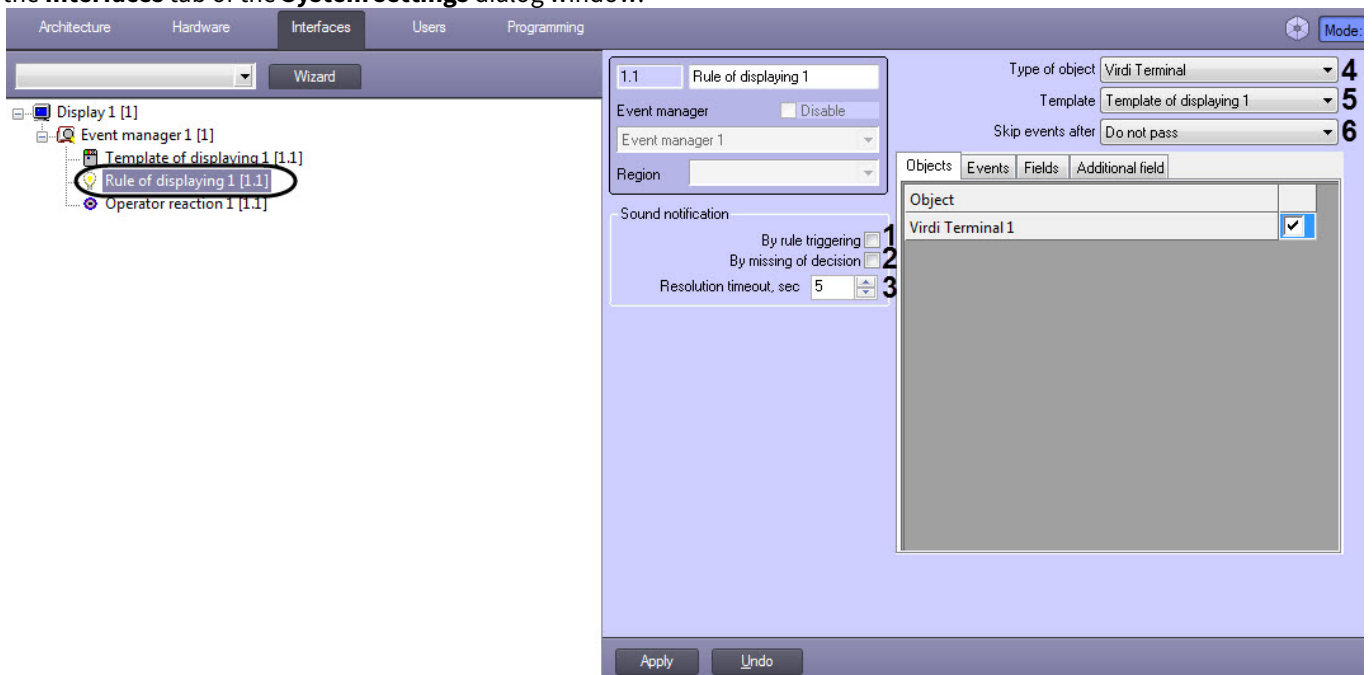 the Interfaces tab of the System settings dialog window.
Architecture Hardware Interfaces Users Programming Mode:
Wizard
Display 1 [1]
Event manager 1 [1]
Template of displaying 1 [1.1]
Rule of displaying 1 [1.1]
Operator reaction 1 [1.1]
1.1 Rule of displaying 1
Event manager Disable
Event manager 1
Region
Sound notification
By rule triggering 1
By missing of decision 2
Resolution timeout, sec 5 3
Type of object Virdi Terminal 4
Template Template of displaying 1 5
Skip events after Do not pass 6
Objects Events Fields Additional field
Object
Virdi Terminal 1
Apply Undo